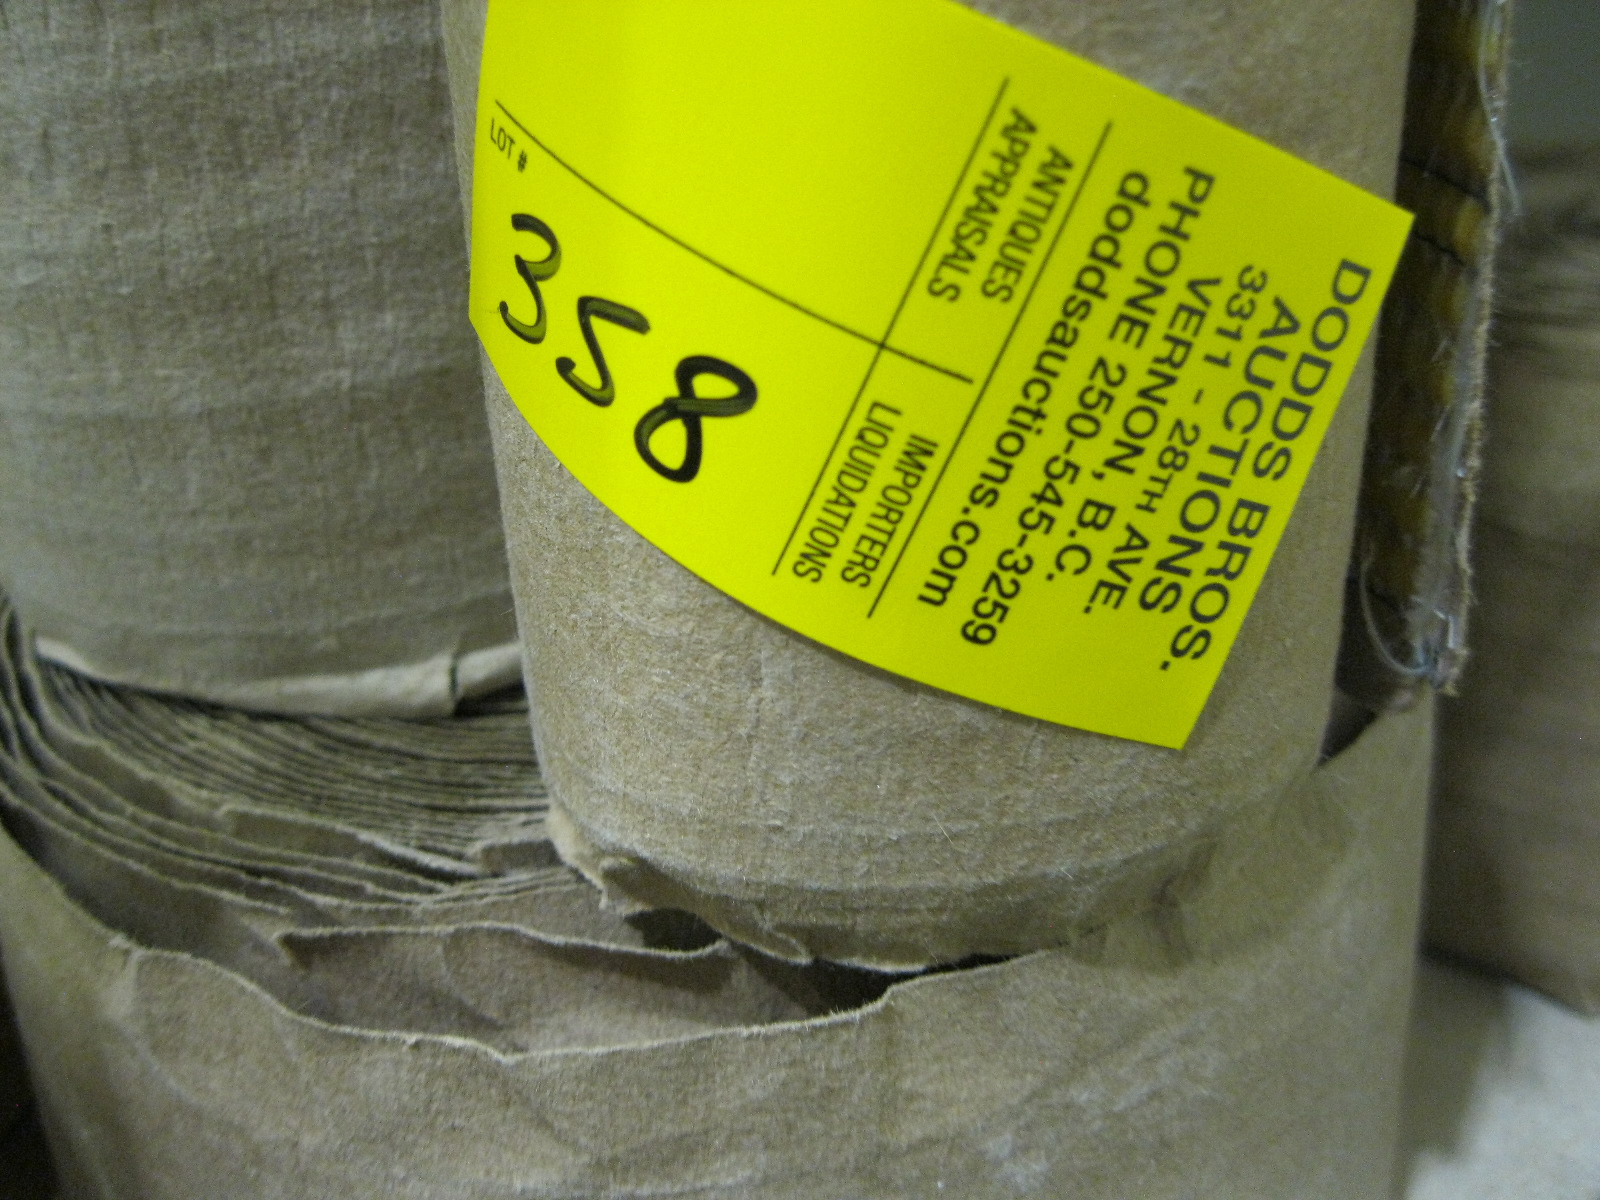 DODDS BROS.
AUCTIONS
3311 - 28TH AVE.
VERNON, B.C.
PHONE 250-545-3259
doddsauctions.com
ANTIQUES
APPRAISALS
IMPORTERS
LIQUIDATIONS
LOT #
358